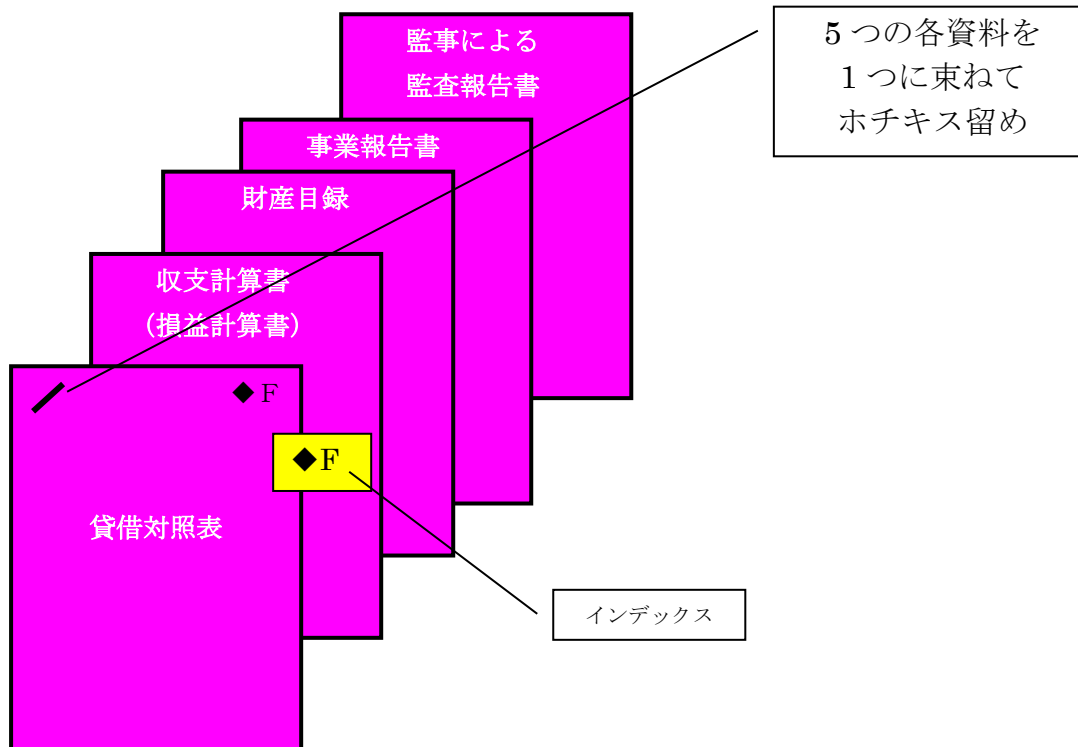 監事による
監査報告書
5つの各資料を
1つに束ねて
ホチキス留め
事業報告書
財産目録
収支計算書
（損益計算書）
◆F
◆F
貸借対照表
インデックス